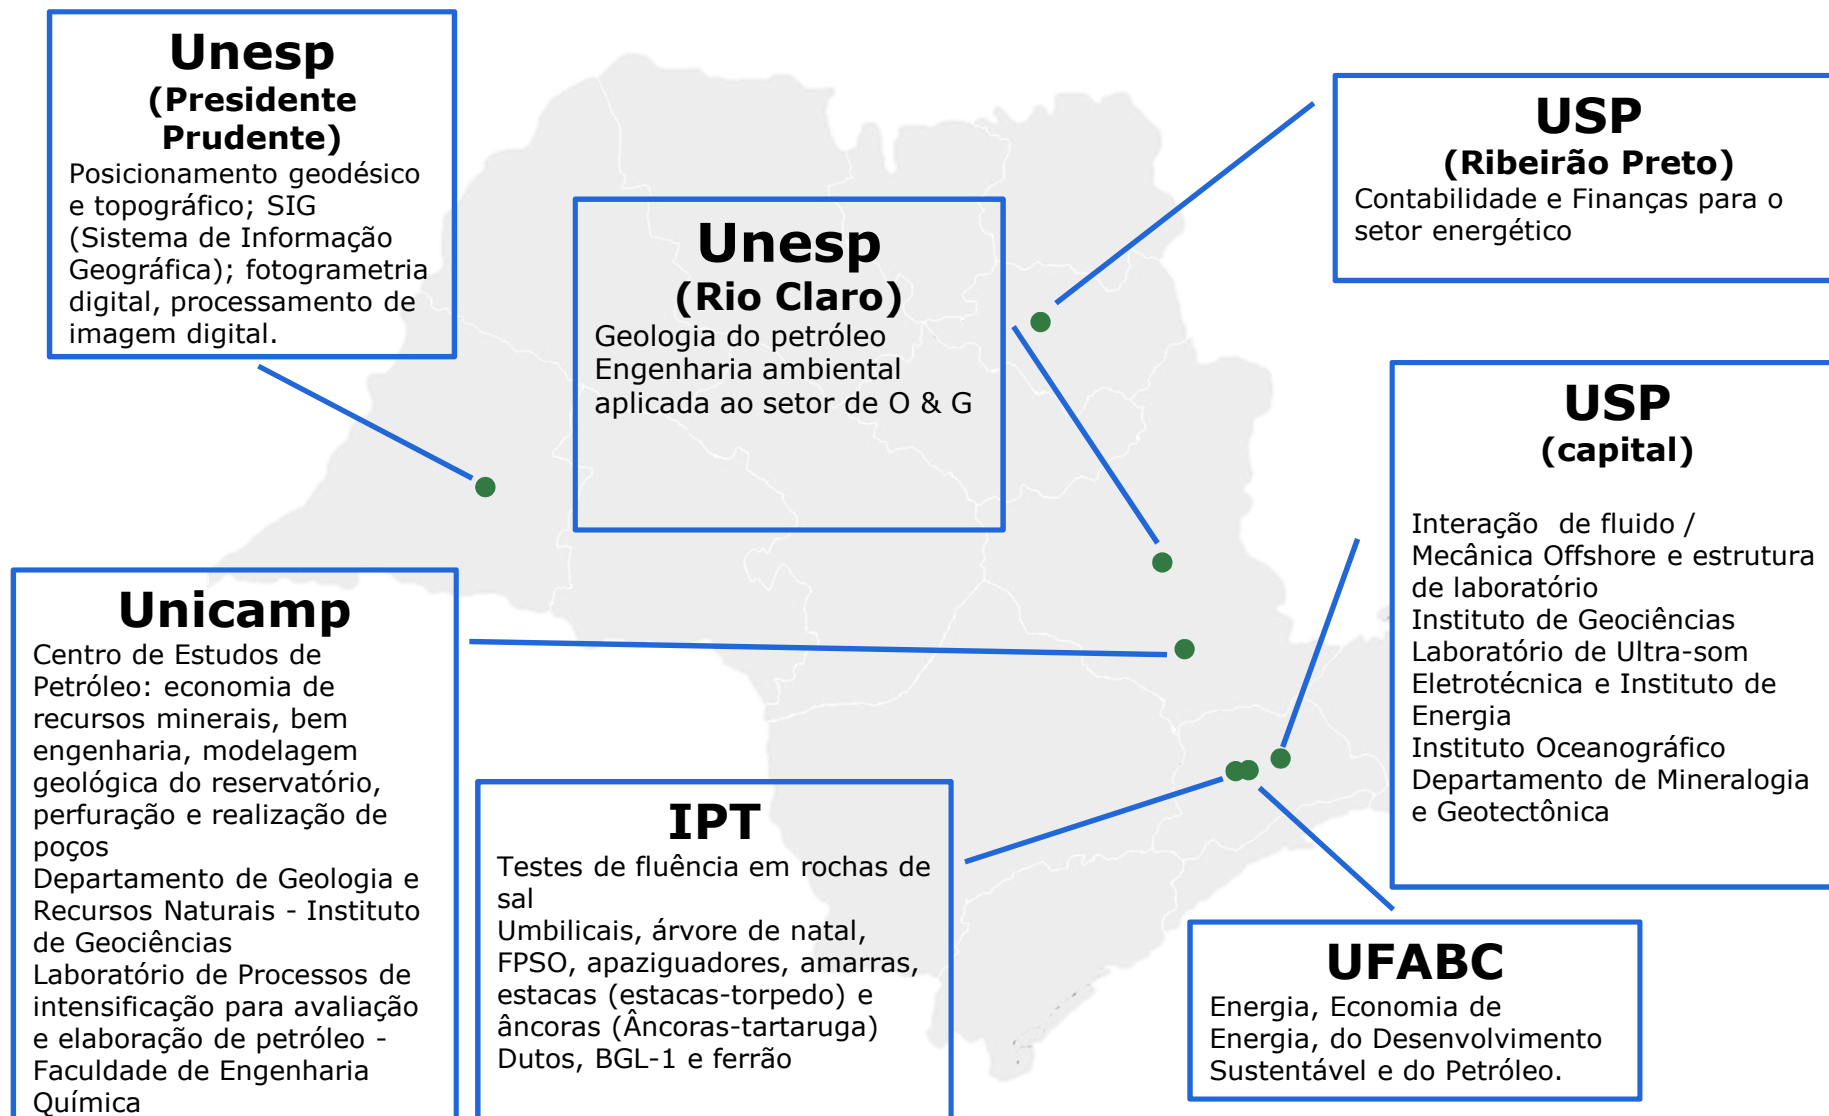 Unesp
(Presidente
Prudente)
Posicionamento geodésico
e topográfico; SIG
(Sistema de Informação
Geográfica); fotogrametria
digital, processamento de
imagem digital.
Unesp
(Rio Claro)
Geologia do petróleo
Engenharia ambiental
aplicada ao setor de O & G
USP
(Ribeirão Preto)
Contabilidade e Finanças para o
setor energético
USP
(capital)
Interação  de fluido /
Mecânica Offshore e estrutura
de laboratório
Instituto de Geociências
Laboratório de Ultra-som
Eletrotécnica e Instituto de
Energia
Instituto Oceanográfico
Departamento de Mineralogia
e Geotectônica
Unicamp
Centro de Estudos de
Petróleo: economia de
recursos minerais, bem
engenharia, modelagem
geológica do reservatório,
perfuração e realização de
poços
Departamento de Geologia e
Recursos Naturais - Instituto
de Geociências
Laboratório de Processos de
intensificação para avaliação
e elaboração de petróleo -
Faculdade de Engenharia
Química
IPT
Testes de fluência em rochas de
sal
Umbilicais, árvore de natal,
FPSO, apaziguadores, amarras,
estacas (estacas-torpedo) e
âncoras (Âncoras-tartaruga)
Dutos, BGL-1 e ferrão
UFABC
Energia, Economia de
Energia, do Desenvolvimento
Sustentável e do Petróleo.